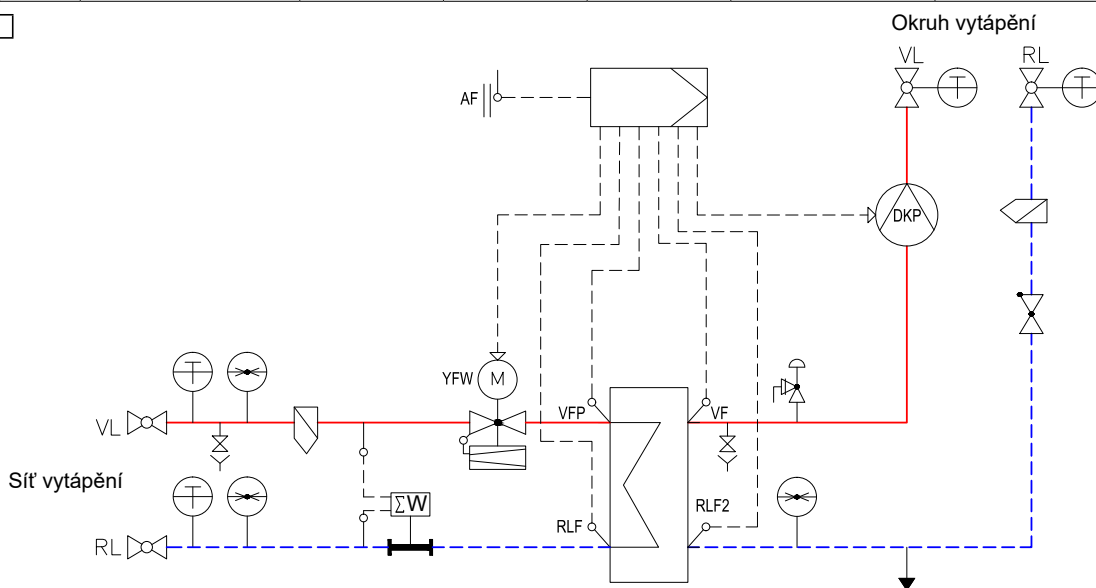 Okruh vytápění
VL
RL
AF
T
T
DKP
YFW
M
T
VL
VFP
VF
Síť vytápění
T
ΣW
RLF
RLF2
RL